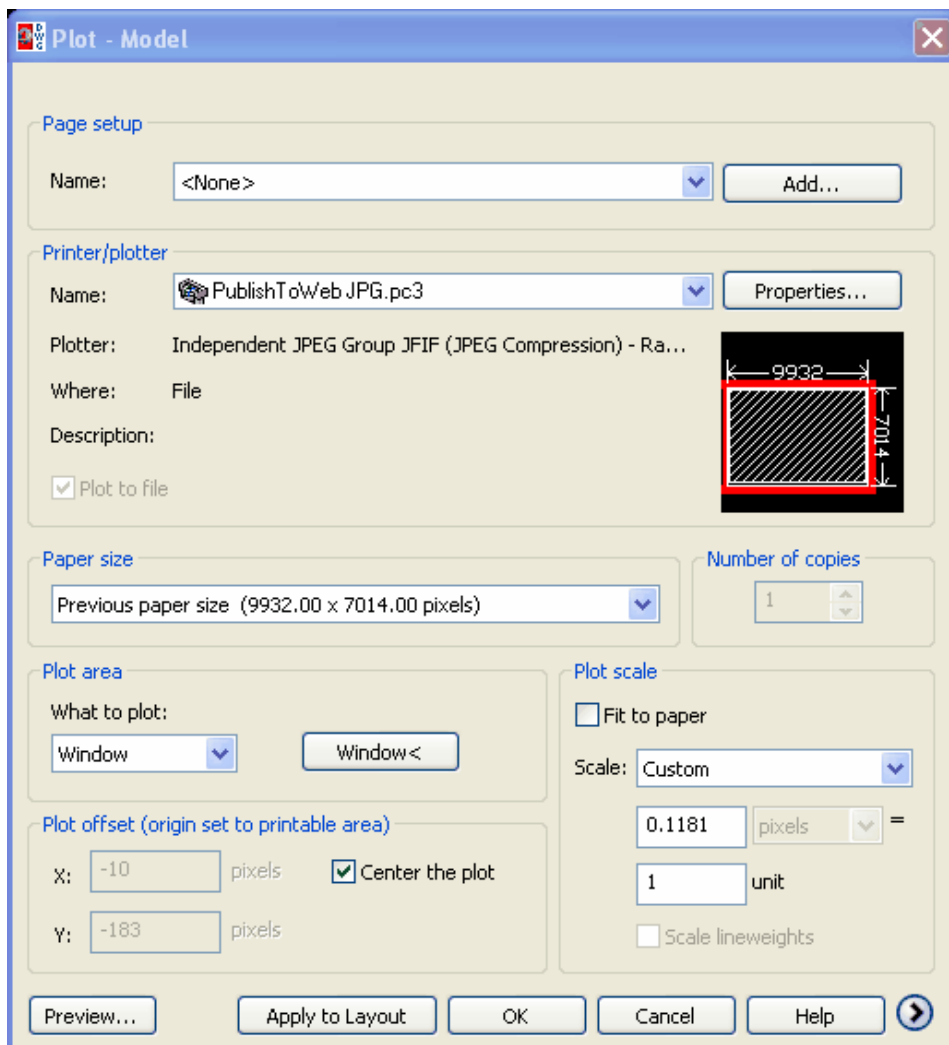 DWG
Plot - Model
Page setup
Name: <None> Add...
Printer/plotter
Name: PublishToWeb JPG.pc3 Properties...
Plotter: Independent JPEG Group JFIF (JPEG Compression) - Ra...
Where: File
Description:
Plot to file
9932
7014
Paper size
Previous paper size (9932.00 x 7014.00 pixels)
Number of copies
1
Plot area
What to plot:
Window Window<
Plot offset (origin set to printable area)
X: -10 pixels Center the plot
Y: -183 pixels
Plot scale
Fit to paper
Scale: Custom
0.1181 pixels =
1 unit
Scale lineweights
Preview... Apply to Layout OK Cancel Help